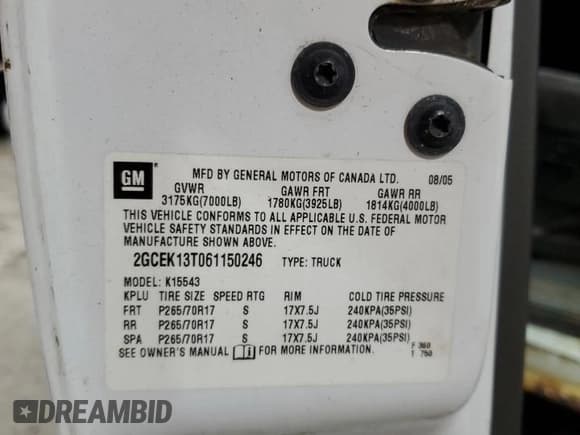 GM
MFD BY GENERAL MOTORS OF CANADA LTD. 08/05
GVWR GAWR FRT GAWR RR
3175KG(7000LB) 1780KG(3925LB) 1814KG(4000LB)
THIS VEHICLE CONFORMS TO ALL APPLICABLE U.S. FEDERAL MOTOR
VEHICLE SAFETY STANDARDS IN EFFECT ON THE DATE OF
MANUFACTURE SHOWN ABOVE.
2GCEK13T061150246 TYPE: TRUCK
MODEL: K15543
KPLU TIRE SIZE SPEED RTG RIM COLD TIRE PRESSURE
FRT P265/70R17 S 17X7.5J 240KPA(35PSI)
RR P265/70R17 S 17X7.5J 240KPA(35PSI)
SPA P265/70R17 S 17X7.5J 240KPA(35PSI)
SEE OWNER'S MANUAL FOR MORE INFORMATION. F 360
T 750
DREAMBID